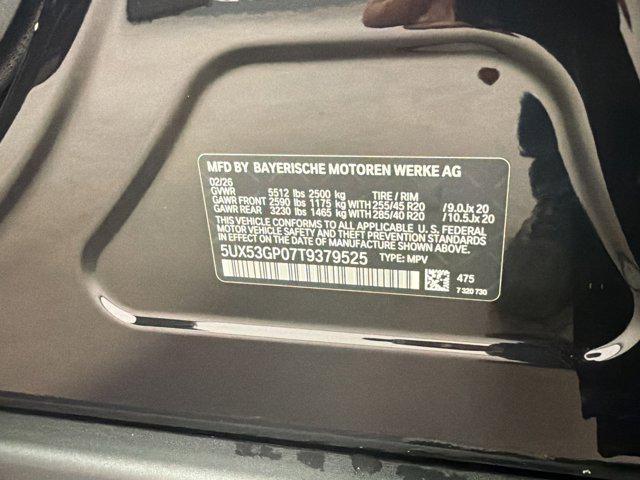 MFD BY BAYERISCHE MOTOREN WERKE AG
02/26
GVWR 5512 lbs 2500 kg TIRE / RIM
GAWR FRONT 2590 lbs 1175 kg WITH 255/45 R20 /9.0Jx 20
GAWR REAR 3230 lbs 1465 kg WITH 285/40 R20 /10.5Jx 20
THIS VEHICLE CONFORMS TO ALL APPLICABLE U. S. FEDERAL
MOTOR VEHICLE SAFETY AND THEFT PREVENTION STANDARDS
IN EFFECT ON THE DATE OF MANUFACTURE SHOWN ABOVE.
5UX53GP07T9379525 TYPE: MPV
475
7 320 730